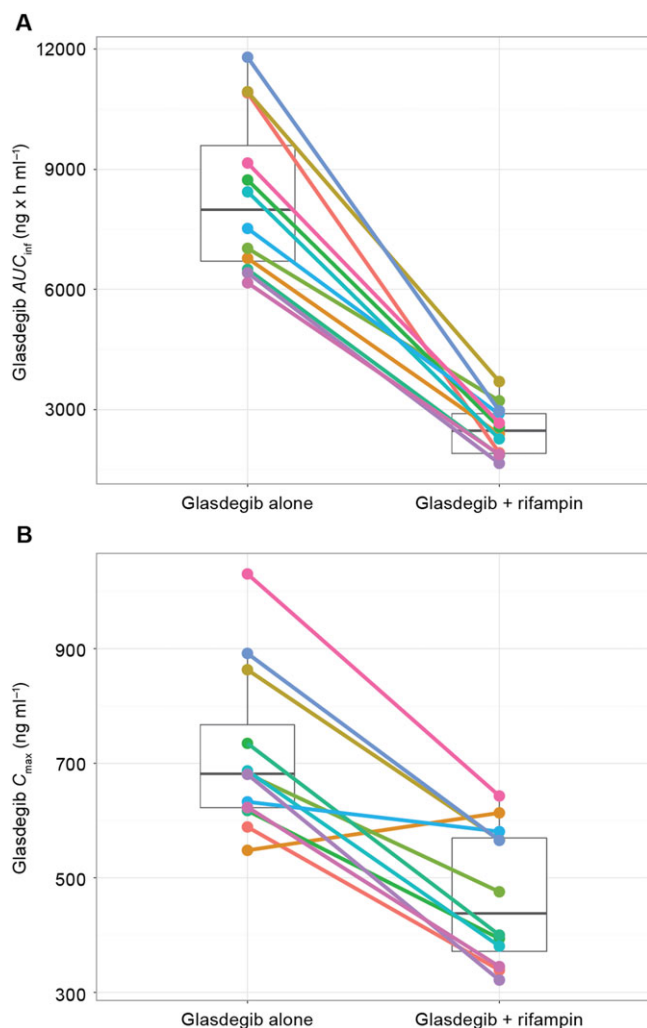 A
Glasdegib AUCinf (ng x h ml⁻¹)
12000
9000
6000
3000
Glasdegib alone
Glasdegib + rifampin
B
Glasdegib Cmax (ng ml⁻¹)
900
700
500
300
Glasdegib alone
Glasdegib + rifampin